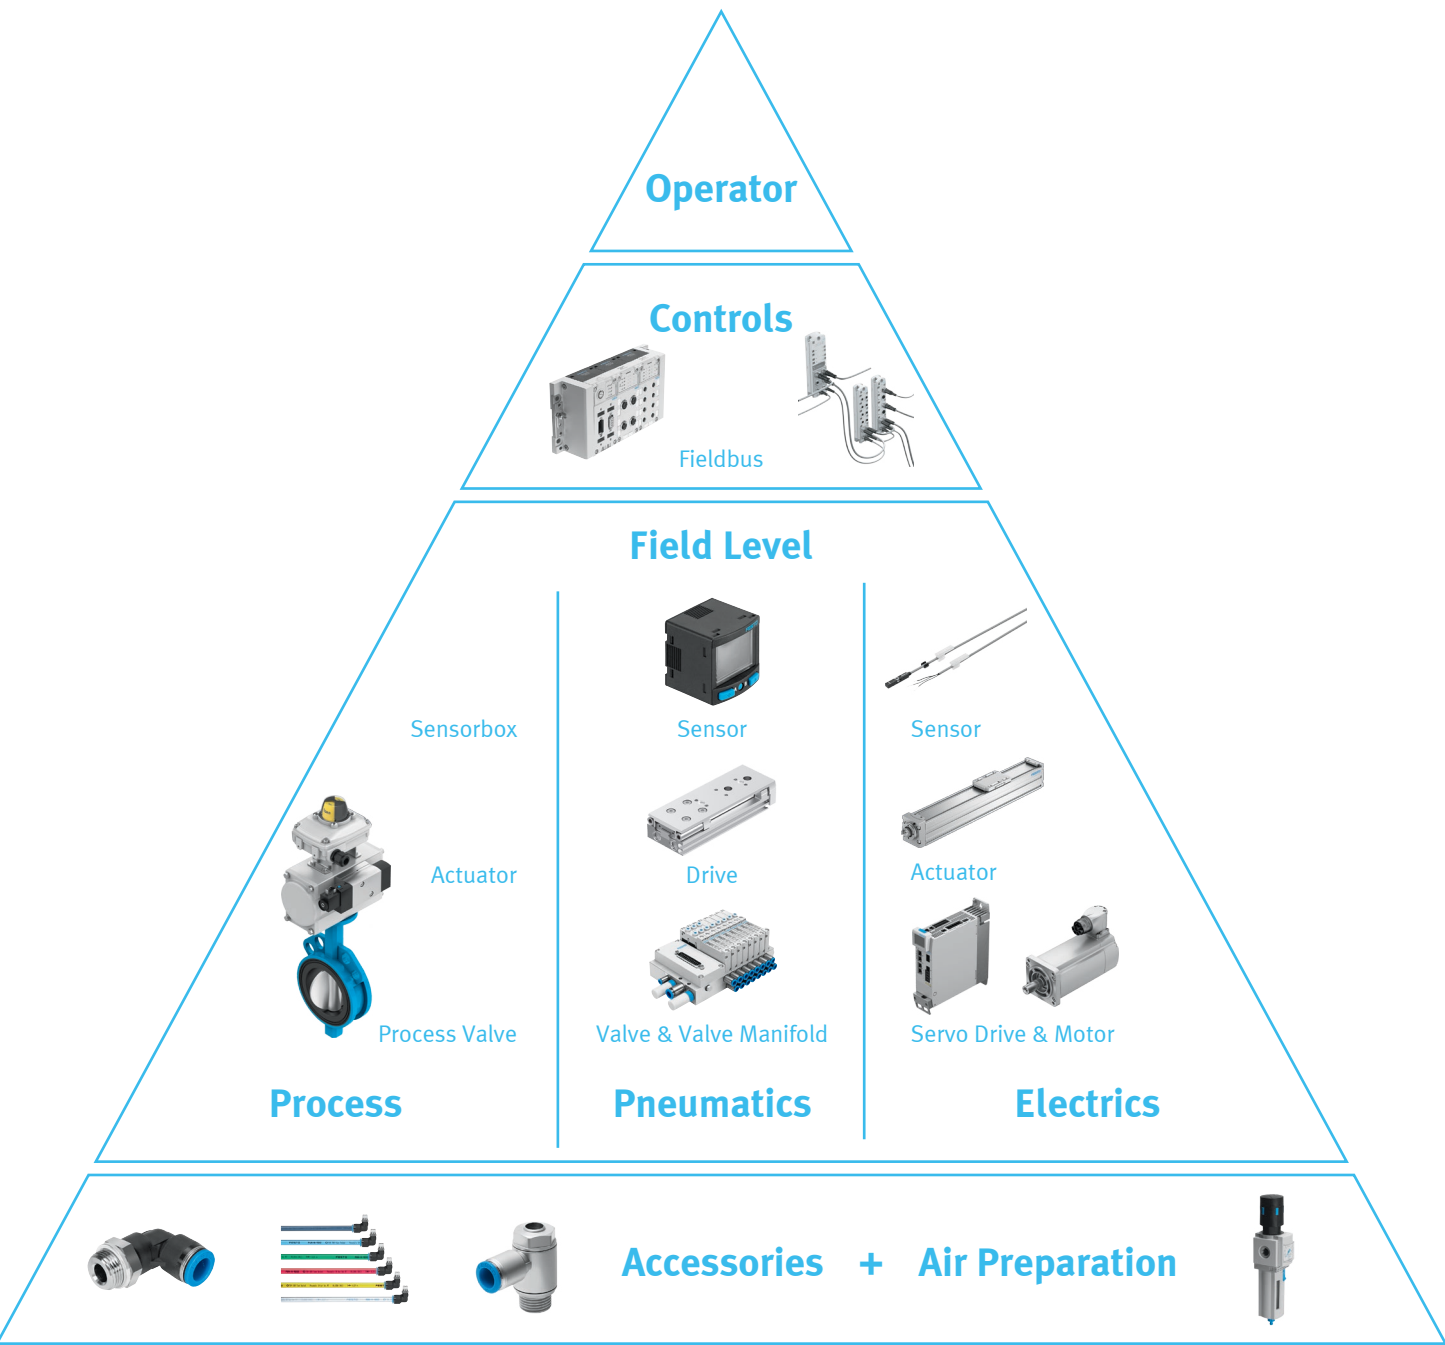 Operator
Controls
Fieldbus
Field Level
Sensorbox
Actuator
Process Valve
Process
Sensor
Drive
Valve & Valve Manifold
Pneumatics
Sensor
Actuator
Servo Drive & Motor
Electrics
Accessories + Air Preparation